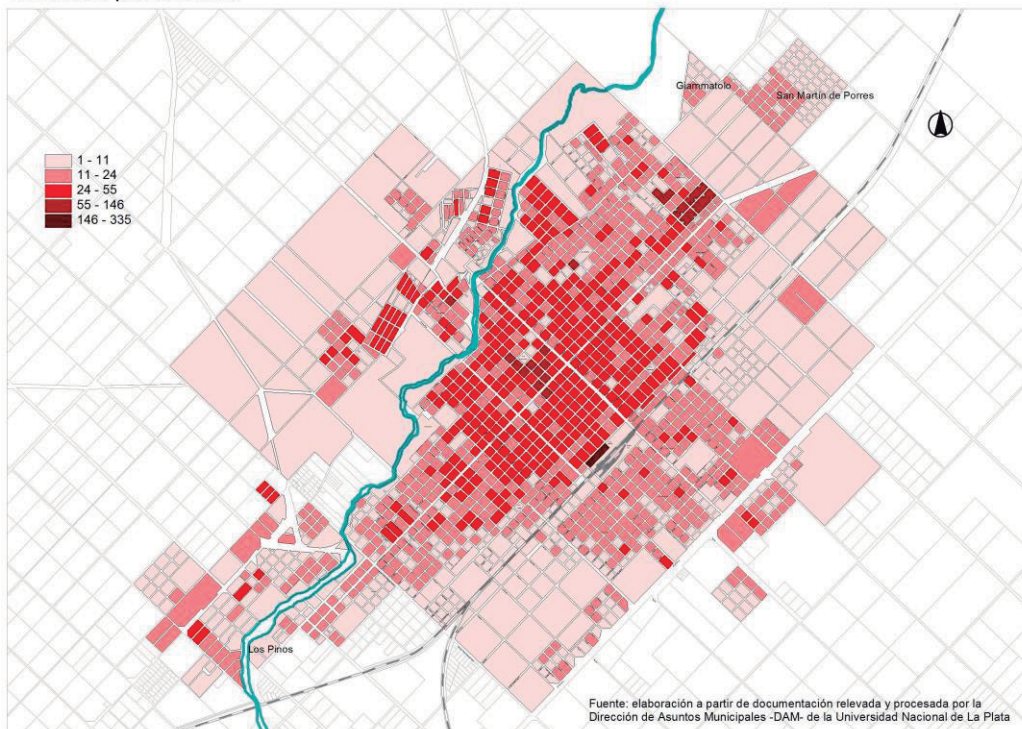 Giammatolo
San Martín de Porres
1 - 11
11 - 24
24 - 55
55 - 146
146 - 335
Los Pinos
Fuente: elaboración a partir de documentación relevada y procesada por la
Dirección de Asuntos Municipales -DAM- de la Universidad Nacional de La Plata